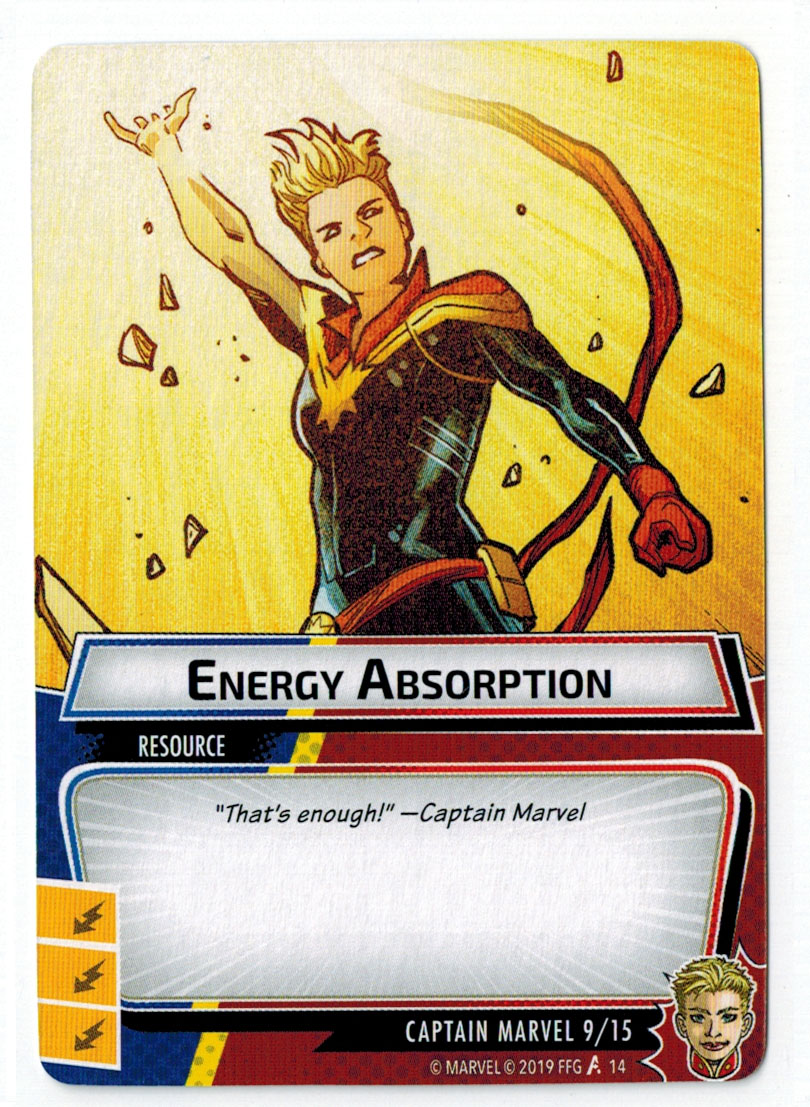 ENERGY ABSORPTION
RESOURCE
"That's enough!" —Captain Marvel
CAPTAIN MARVEL 9/15
© MARVEL © 2019 FFG 14